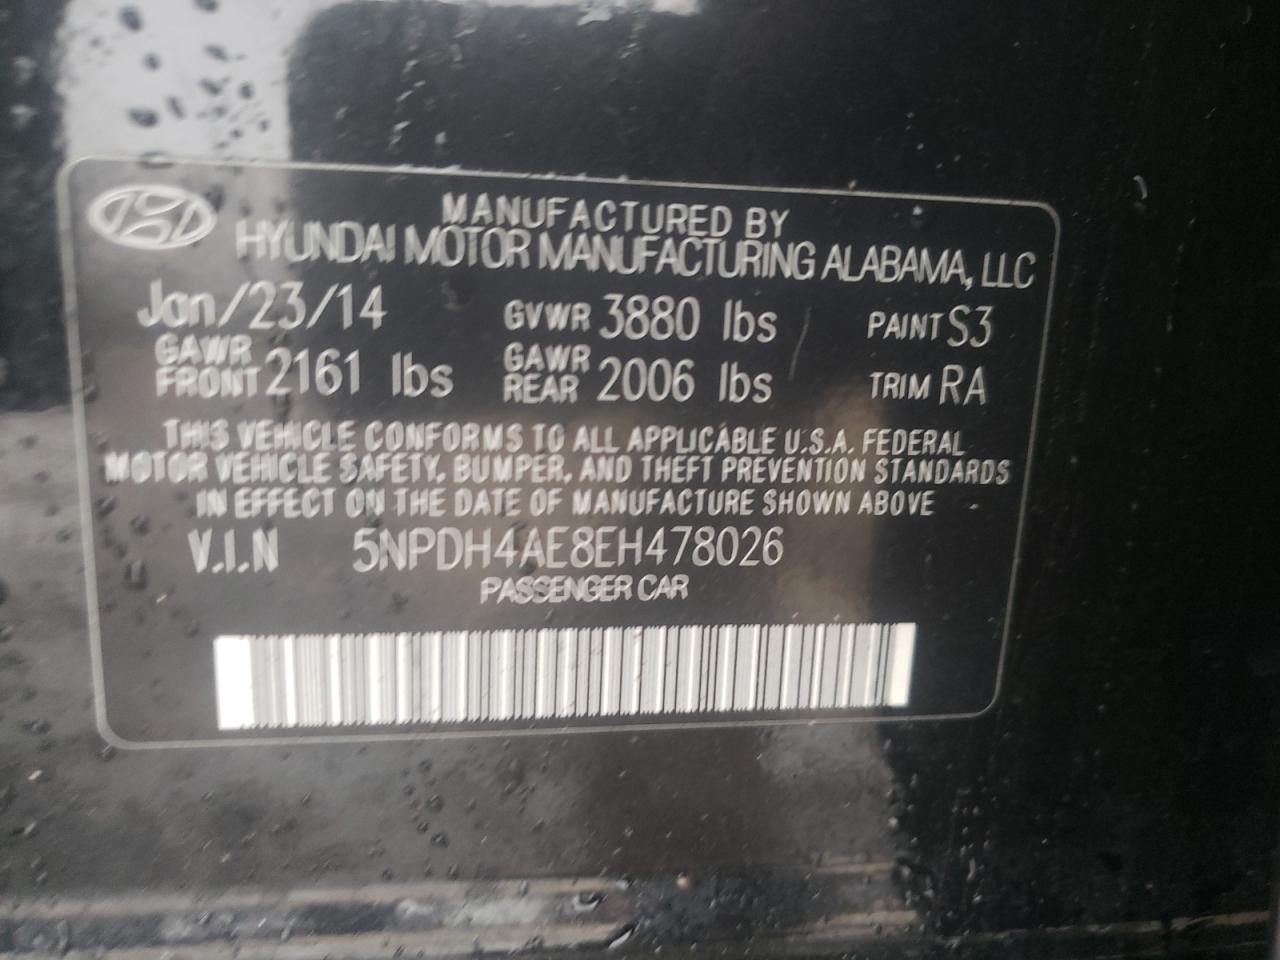 MANUFACTURED BY
HYUNDAI MOTOR MANUFACTURING ALABAMA, LLC
Jan/23/14 GVWR 3880 lbs PAINT S3
GAWR FRONT 2161 lbs GAWR REAR 2006 lbs TRIM RA
THIS VEHICLE CONFORMS TO ALL APPLICABLE U.S.A. FEDERAL
MOTOR VEHICLE SAFETY, BUMPER, AND THEFT PREVENTION STANDARDS
IN EFFECT ON THE DATE OF MANUFACTURE SHOWN ABOVE
V.I.N 5NPDH4AE8EH478026
PASSENGER CAR